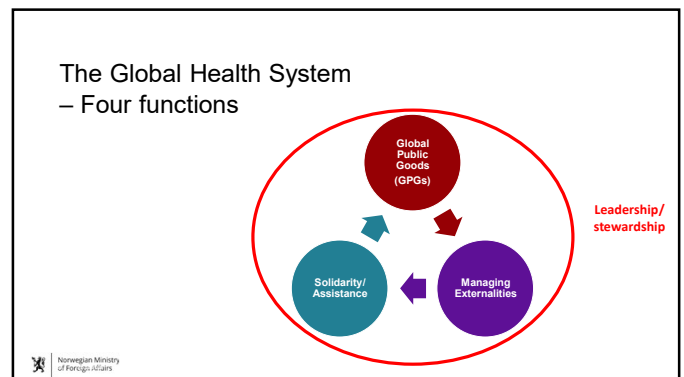 The Global Health System
– Four functions
Global
Public
Goods
(GPGs)
Leadership/
stewardship
Solidarity/
Assistance
Managing
Externalities
Norwegian Ministry
of Foreign Affairs